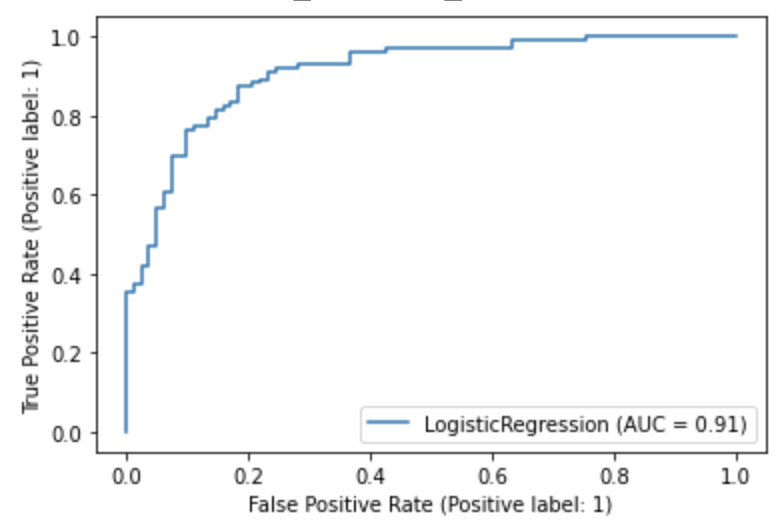 1.0
0.8
0.6
0.4
0.2
0.0
True Positive Rate (Positive label: 1)
LogisticRegression (AUC = 0.91)
0.0 0.2 0.4 0.6 0.8 1.0
False Positive Rate (Positive label: 1)